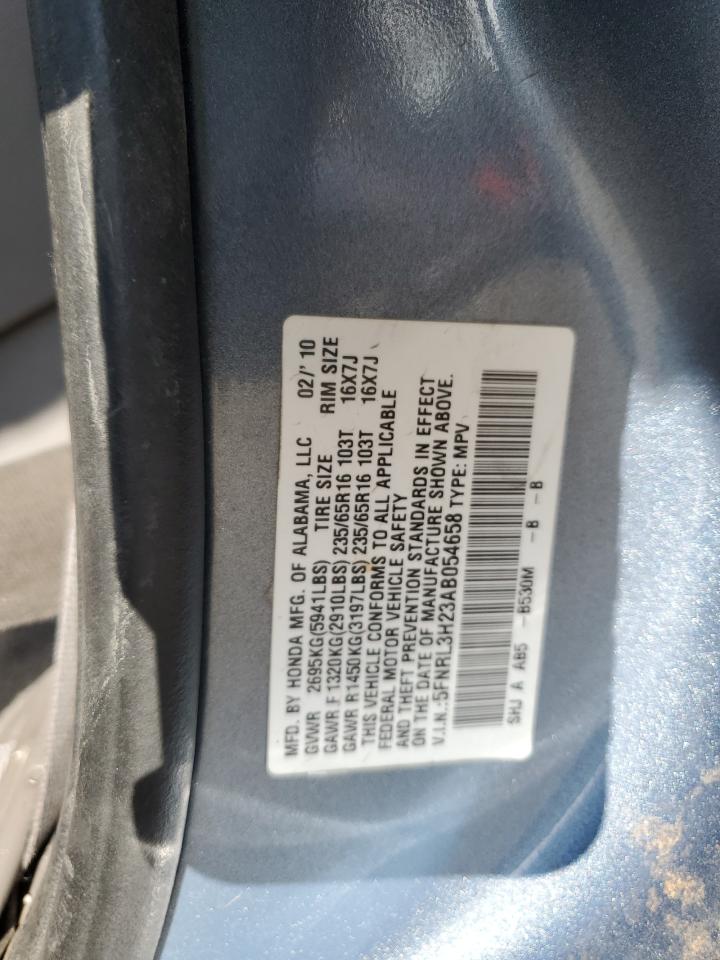 MFD. BY HONDA MFG. OF ALABAMA, LLC 02/' 10
GVWR 2695KG(5941LBS) TIRE SIZE RIM SIZE
GAWR F 1320KG(2910LBS) 235/65R16 103T 16X7J
GAWR R1450KG(3197LBS) 235/65R16 103T 16X7J
THIS VEHICLE CONFORMS TO ALL APPLICABLE
FEDERAL MOTOR VEHICLE SAFETY
AND THEFT PREVENTION STANDARDS IN EFFECT
ON THE DATE OF MANUFACTURE SHOWN ABOVE.
V.I.N.:5FNRL3H23AB054658 TYPE: MPV
SHJ A AB5 -B530M -B -B